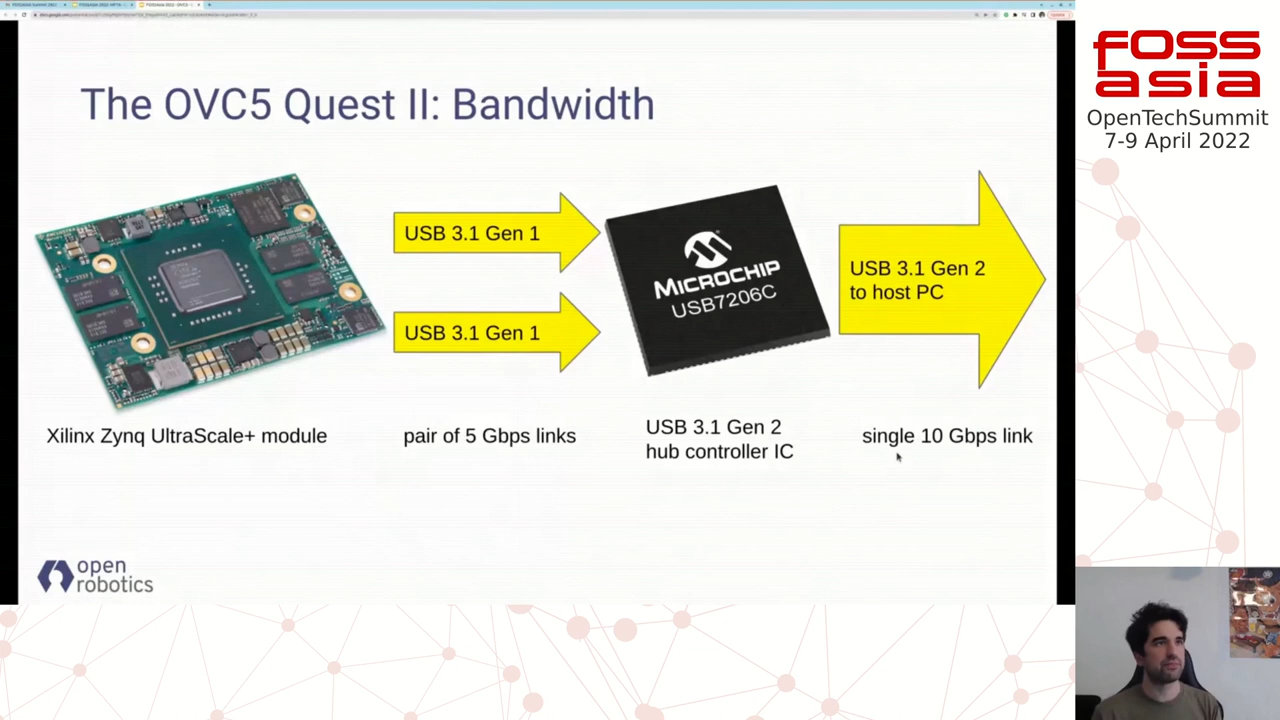 The OVC5 Quest II: Bandwidth
USB 3.1 Gen 1
USB 3.1 Gen 1
MICROCHIP
USB7206C
USB 3.1 Gen 2
to host PC
Xilinx Zynq UltraScale+ module
pair of 5 Gbps links
USB 3.1 Gen 2
hub controller IC
single 10 Gbps link
open
robotics
foss
asia
OpenTechSummit
7-9 April 2022